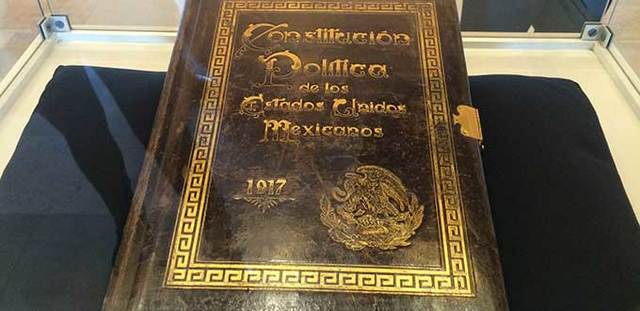 Constitución
Política
de los
Estados Unidos
Mexicanos
1917